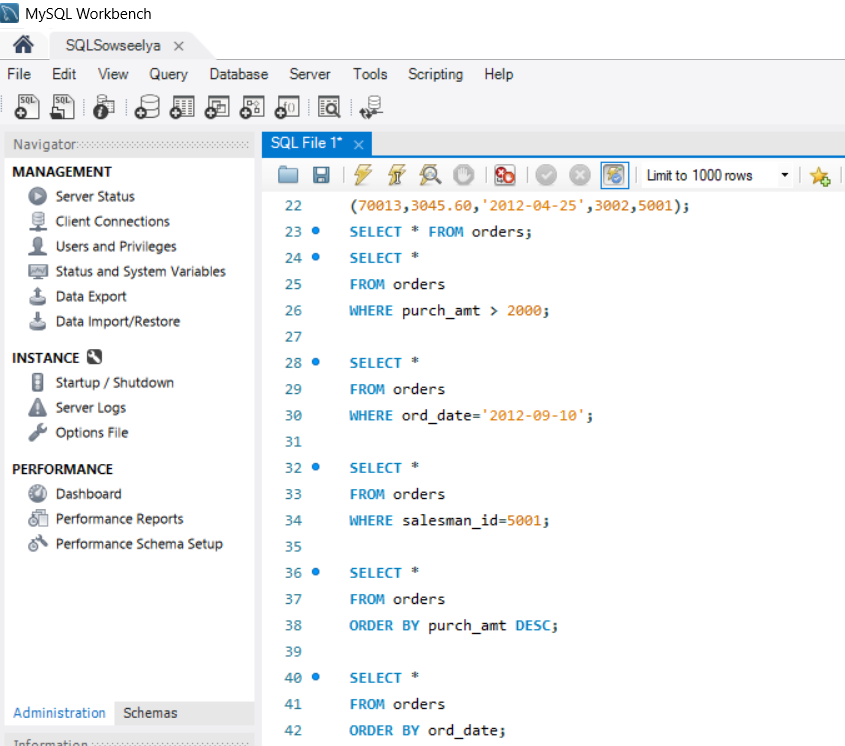 MySQL Workbench
SQLSowseelya ×
File Edit View Query Database Server Tools Scripting Help
SQL SQL
Navigator
MANAGEMENT
Server Status
Client Connections
Users and Privileges
Status and System Variables
Data Export
Data Import/Restore
INSTANCE
Startup / Shutdown
Server Logs
Options File
PERFORMANCE
Dashboard
Performance Reports
Performance Schema Setup
Administration Schemas
Information
SQL File 1* ×
Limit to 1000 rows
22 (70013,3045.60,'2012-04-25',3002,5001);
23 SELECT * FROM orders;
24 SELECT *
25 FROM orders
26 WHERE purch_amt > 2000;
27
28 SELECT *
29 FROM orders
30 WHERE ord_date='2012-09-10';
31
32 SELECT *
33 FROM orders
34 WHERE salesman_id=5001;
35
36 SELECT *
37 FROM orders
38 ORDER BY purch_amt DESC;
39
40 SELECT *
41 FROM orders
42 ORDER BY ord_date;